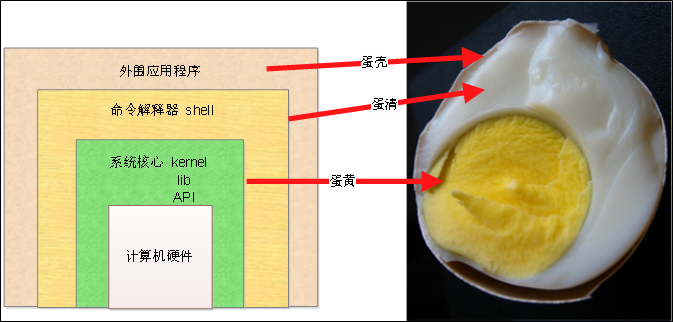 外围应用程序
命令解释器 shell
系统核心 kernel
lib
API
计算机硬件
蛋壳
蛋清
蛋黄